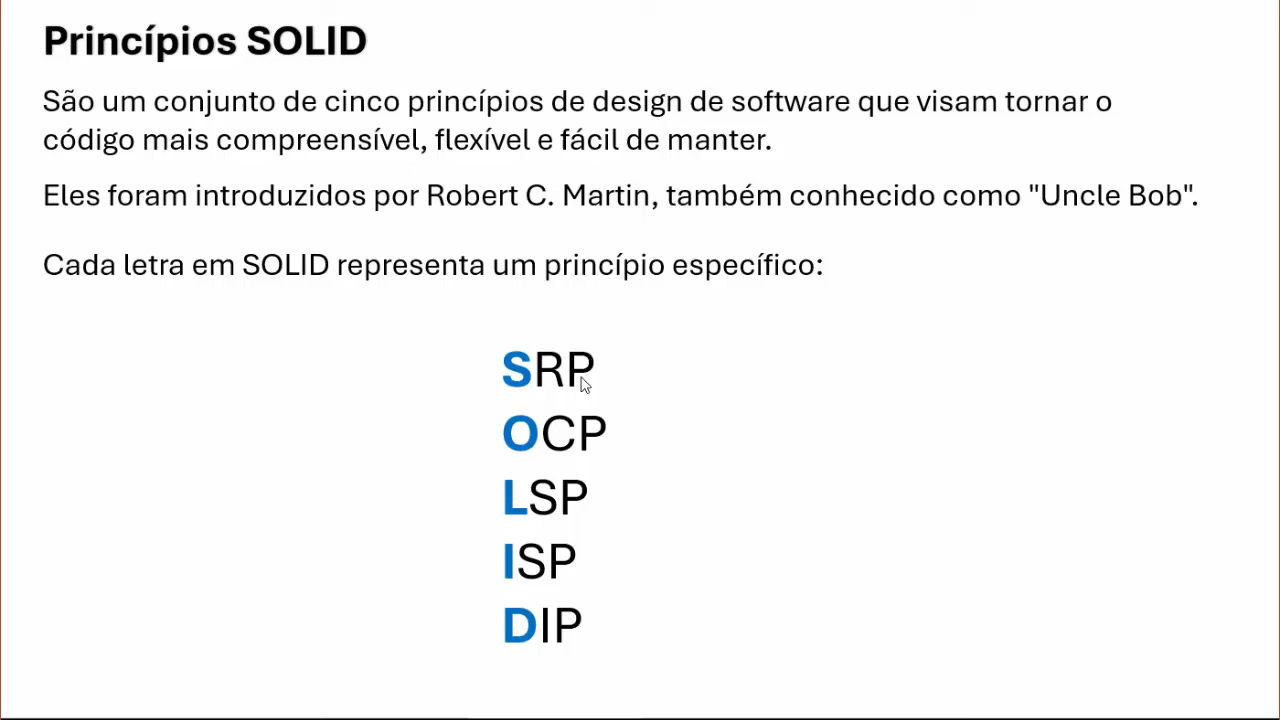 Princípios SOLID
São um conjunto de cinco princípios de design de software que visam tornar o
código mais compreensível, flexível e fácil de manter.
Eles foram introduzidos por Robert C. Martin, também conhecido como "Uncle Bob".
Cada letra em SOLID representa um princípio específico:
SRP
OCP
LSP
ISP
DIP